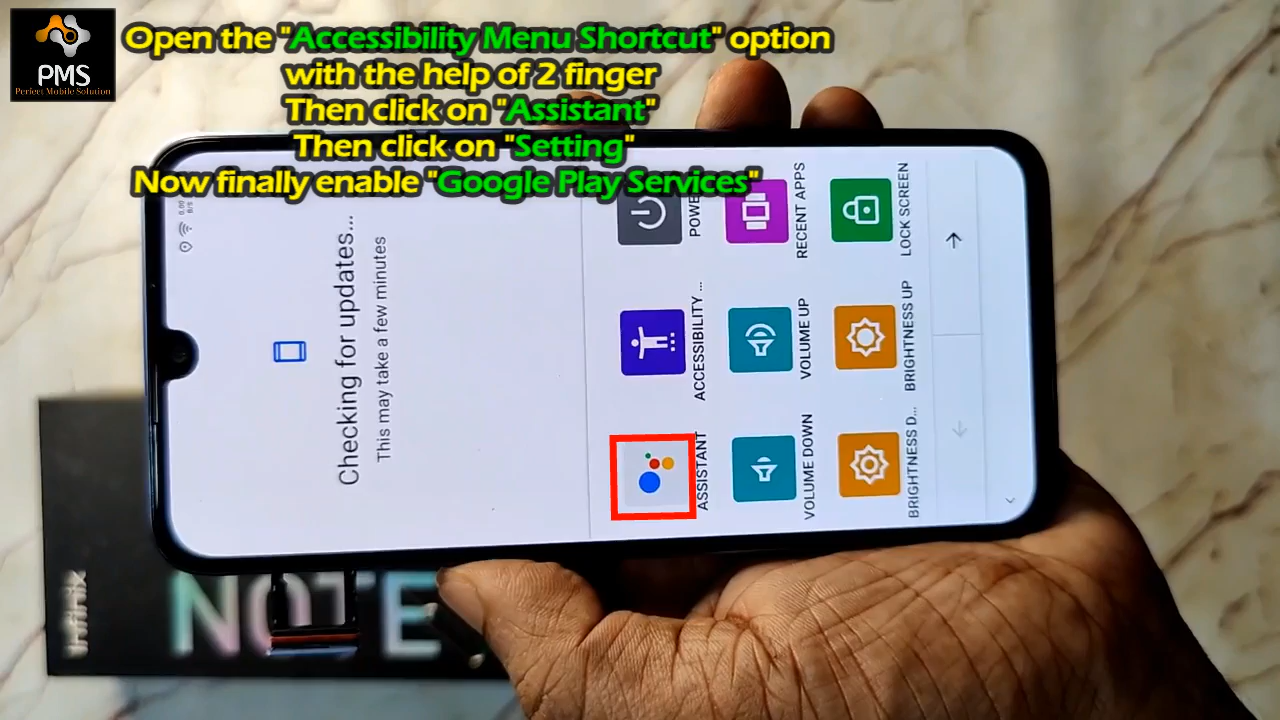 PMS
Perfect Mobile Solution
Open the "Accessibility Menu Shortcut" option
with the help of 2 finger
Then click on "Assistant"
Then click on "Setting"
Now finally enable "Google Play Services"
0.00
B/S
Checking for updates...
This may take a few minutes
ASSISTANT
ACCESSIBILITY ...
POWE
VOLUME DOWN
VOLUME UP
RECENT APPS
BRIGHTNESS D...
BRIGHTNESS UP
LOCK SCREEN
Infinix
NOTE